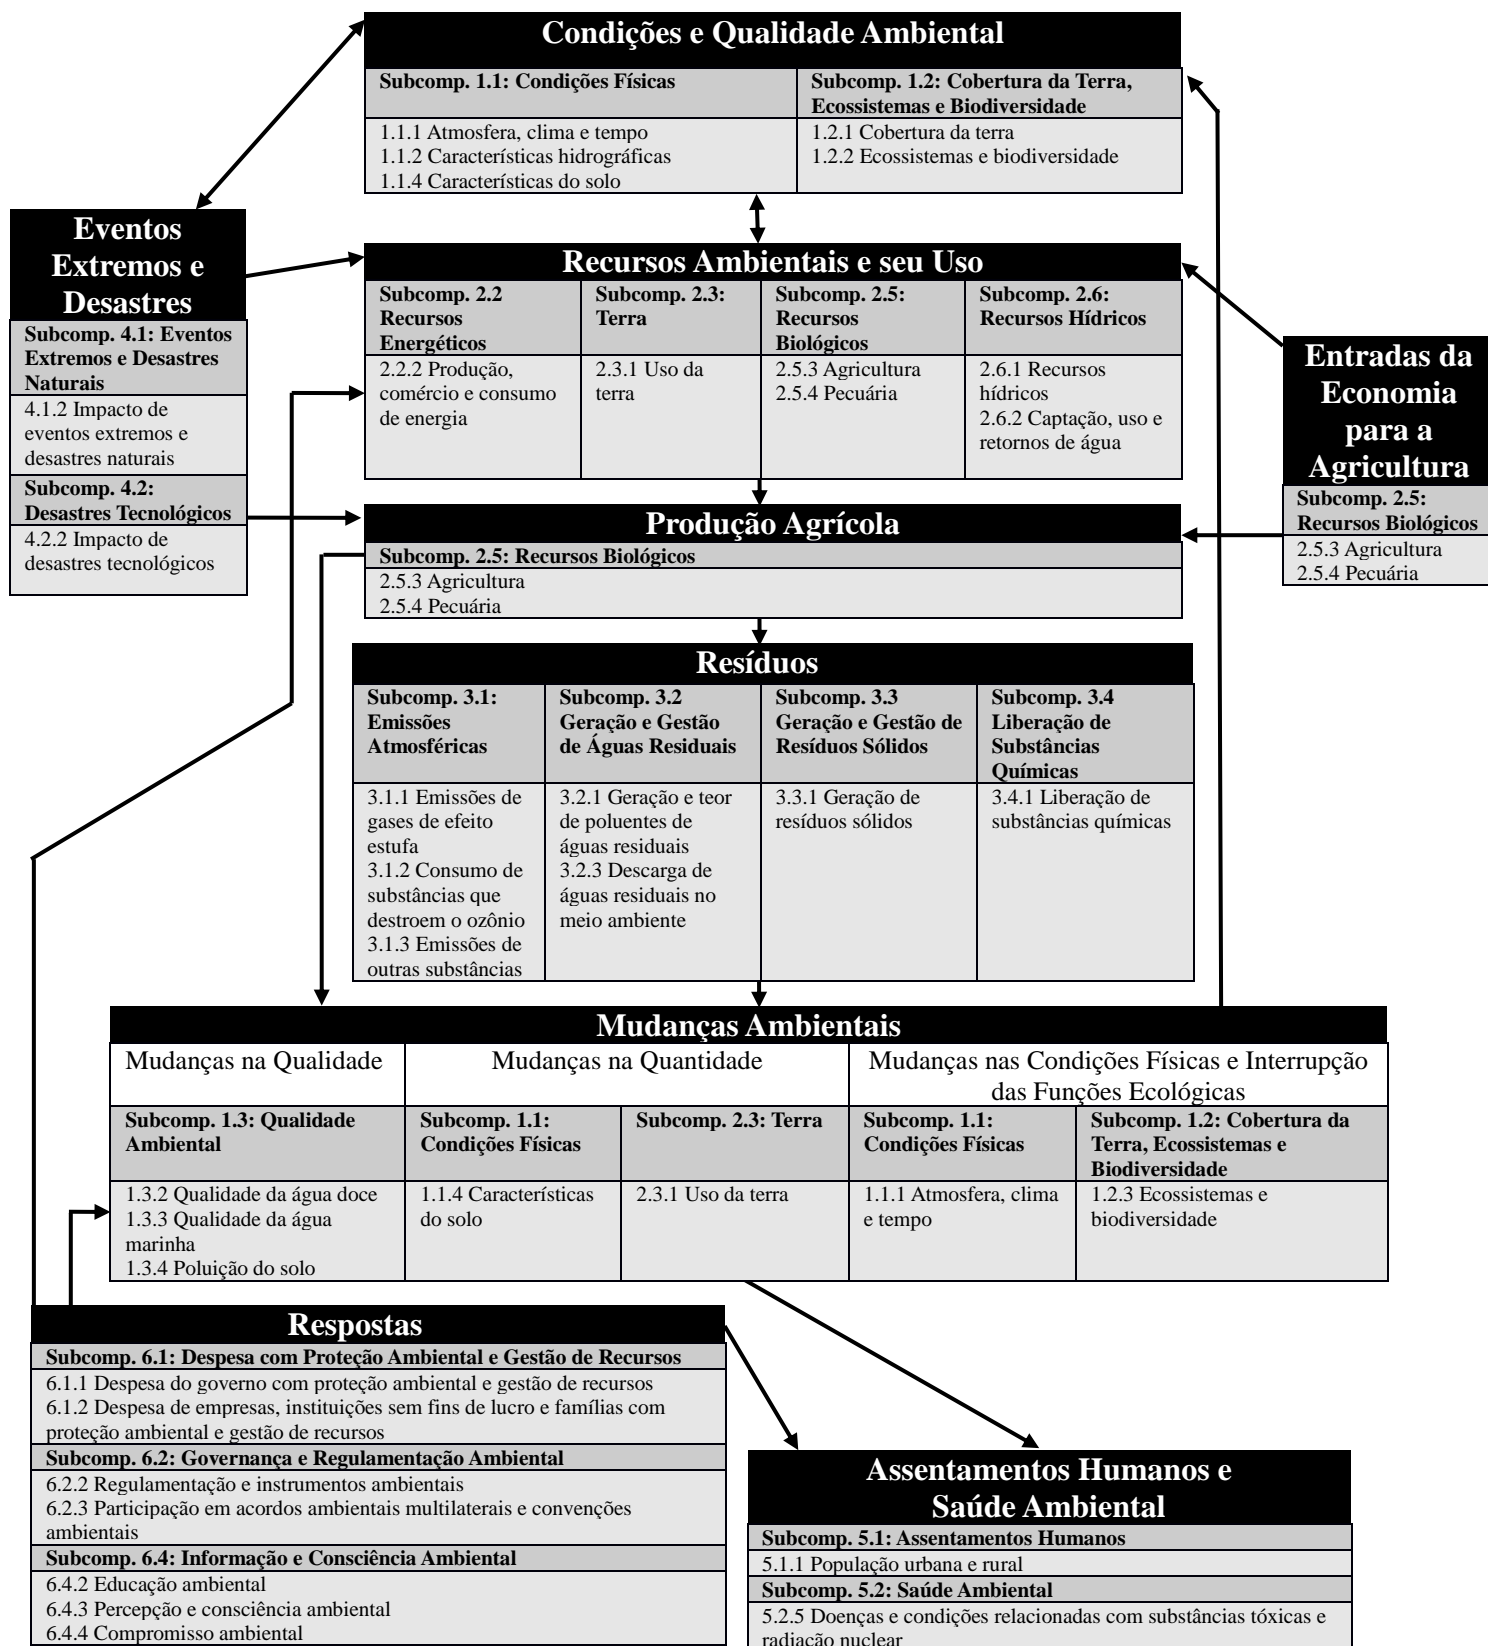 Condições e Qualidade Ambiental
Subcomp. 1.1: Condições Físicas
Subcomp. 1.2: Cobertura da Terra,
Ecossistemas e Biodiversidade
1.1.1 Atmosfera, clima e tempo
1.1.2 Características hidrográficas
1.1.4 Características do solo
1.2.1 Cobertura da terra
1.2.2 Ecossistemas e biodiversidade
Eventos
Extremos e
Desastres
Subcomp. 4.1: Eventos
Extremos e Desastres
Naturais
4.1.2 Impacto de
eventos extremos e
desastres naturais
Subcomp. 4.2:
Desastres Tecnológicos
4.2.2 Impacto de
desastres tecnológicos
Recursos Ambientais e seu Uso
Subcomp. 2.2
Recursos
Energéticos
Subcomp. 2.3:
Terra
Subcomp. 2.5:
Recursos
Biológicos
Subcomp. 2.6:
Recursos Hídricos
2.2.2 Produção,
comércio e consumo
de energia
2.3.1 Uso da
terra
2.5.3 Agricultura
2.5.4 Pecuária
2.6.1 Recursos
hídricos
2.6.2 Captação, uso e
retornos de água
Entradas da
Economia
para a
Agricultura
Subcomp. 2.5:
Recursos Biológicos
2.5.3 Agricultura
2.5.4 Pecuária
Produção Agrícola
Subcomp. 2.5: Recursos Biológicos
2.5.3 Agricultura
2.5.4 Pecuária
Resíduos
Subcomp. 3.1:
Emissões
Atmosféricas
Subcomp. 3.2
Geração e Gestão
de Águas Residuais
Subcomp. 3.3
Geração e Gestão de
Resíduos Sólidos
Subcomp. 3.4
Liberação de
Substâncias
Químicas
3.1.1 Emissões de
gases de efeito
estufa
3.1.2 Consumo de
substâncias que
destroem o ozônio
3.1.3 Emissões de
outras substâncias
3.2.1 Geração e teor
de poluentes de
águas residuais
3.2.3 Descarga de
águas residuais no
meio ambiente
3.3.1 Geração de
resíduos sólidos
3.4.1 Liberação de
substâncias químicas
Mudanças Ambientais
Mudanças na Qualidade
Mudanças na Quantidade
Mudanças nas Condições Físicas e Interrupção
das Funções Ecológicas
Subcomp. 1.3: Qualidade
Ambiental
Subcomp. 1.1:
Condições Físicas
Subcomp. 2.3: Terra
Subcomp. 1.1:
Condições Físicas
Subcomp. 1.2: Cobertura da
Terra, Ecossistemas e
Biodiversidade
1.3.2 Qualidade da água doce
1.3.3 Qualidade da água
marinha
1.3.4 Poluição do solo
1.1.4 Características
do solo
2.3.1 Uso da terra
1.1.1 Atmosfera, clima
e tempo
1.2.3 Ecossistemas e
biodiversidade
Respostas
Subcomp. 6.1: Despesa com Proteção Ambiental e Gestão de Recursos
6.1.1 Despesa do governo com proteção ambiental e gestão de recursos
6.1.2 Despesa de empresas, instituições sem fins de lucro e famílias com
proteção ambiental e gestão de recursos
Subcomp. 6.2: Governança e Regulamentação Ambiental
6.2.2 Regulamentação e instrumentos ambientais
6.2.3 Participação em acordos ambientais multilaterais e convenções
ambientais
Subcomp. 6.4: Informação e Consciência Ambiental
6.4.2 Educação ambiental
6.4.3 Percepção e consciência ambiental
6.4.4 Compromisso ambiental
Assentamentos Humanos e
Saúde Ambiental
Subcomp. 5.1: Assentamentos Humanos
5.1.1 População urbana e rural
Subcomp. 5.2: Saúde Ambiental
5.2.5 Doenças e condições relacionadas com substâncias tóxicas e
radiação nuclear